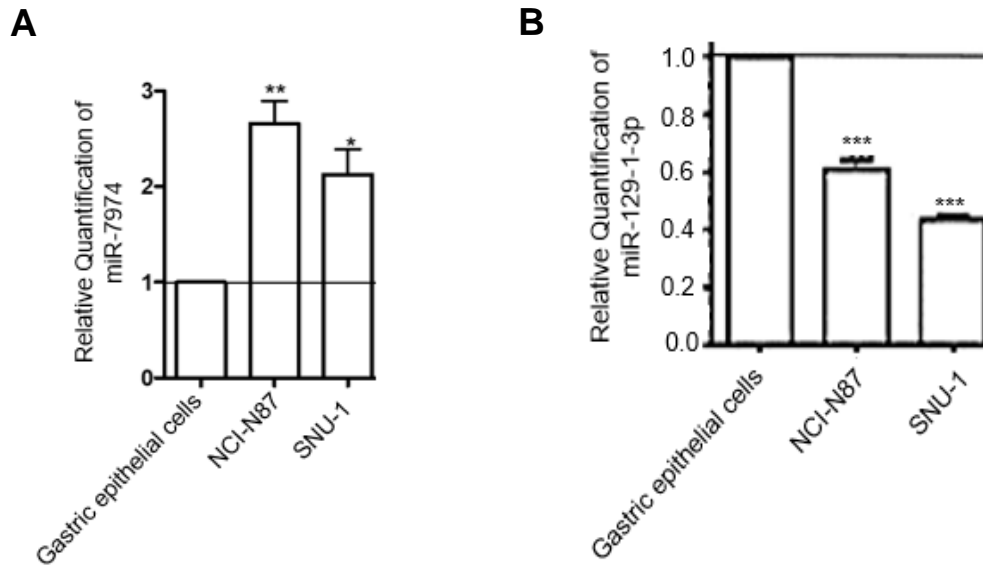 A
Relative Quantification of
miR-7974
3
2
1
0
**
*
Gastric epithelial cells
NCI-N87
SNU-1
B
Relative Quantification of
miR-129-1-3p
1.0
0.8
0.6
0.4
0.2
0.0
***
***
Gastric epithelial cells
NCI-N87
SNU-1